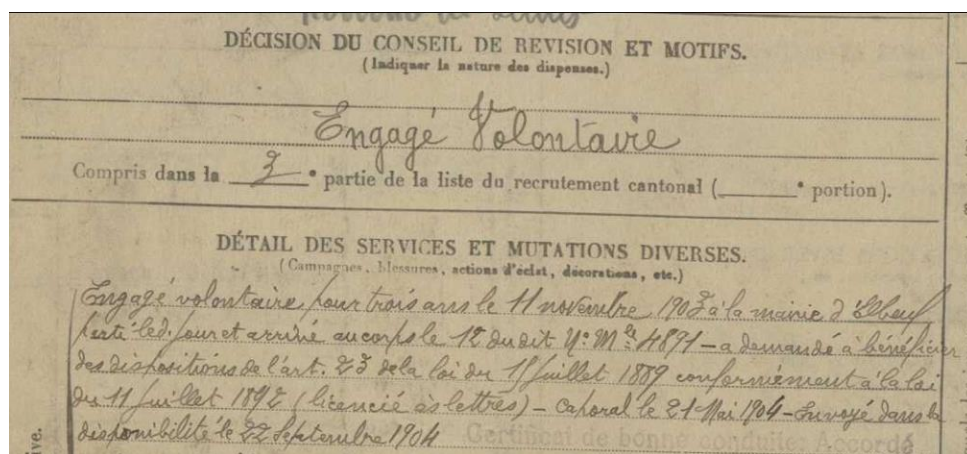 DÉCISION DU CONSEIL DE REVISION ET MOTIFS.
(Indiquer la nature des dispenses.)
Engagé Volontaire
Compris dans la 3 e partie de la liste du recrutement cantonal ( e portion).
DÉTAIL DES SERVICES ET MUTATIONS DIVERSES.
(Campagnes, blessures, actions d'éclat, décorations, etc.)
Engagé volontaire pour trois ans le 11 novembre 1903 à la mairie d'Elbeuf
porté led. jour et arrivé au corps le 12 du dit N° Mle 4891 – a demandé à bénéficier
des dispositions de l'art. 23 de la loi du 15 juillet 1889 conformément à la loi
du 11 juillet 1892 (licencié ès lettres) – Caporal le 21 Mai 1904 – Envoyé dans la
disponibilité le 22 Septembre 1904 Certificat de bonne conduite: Accordé